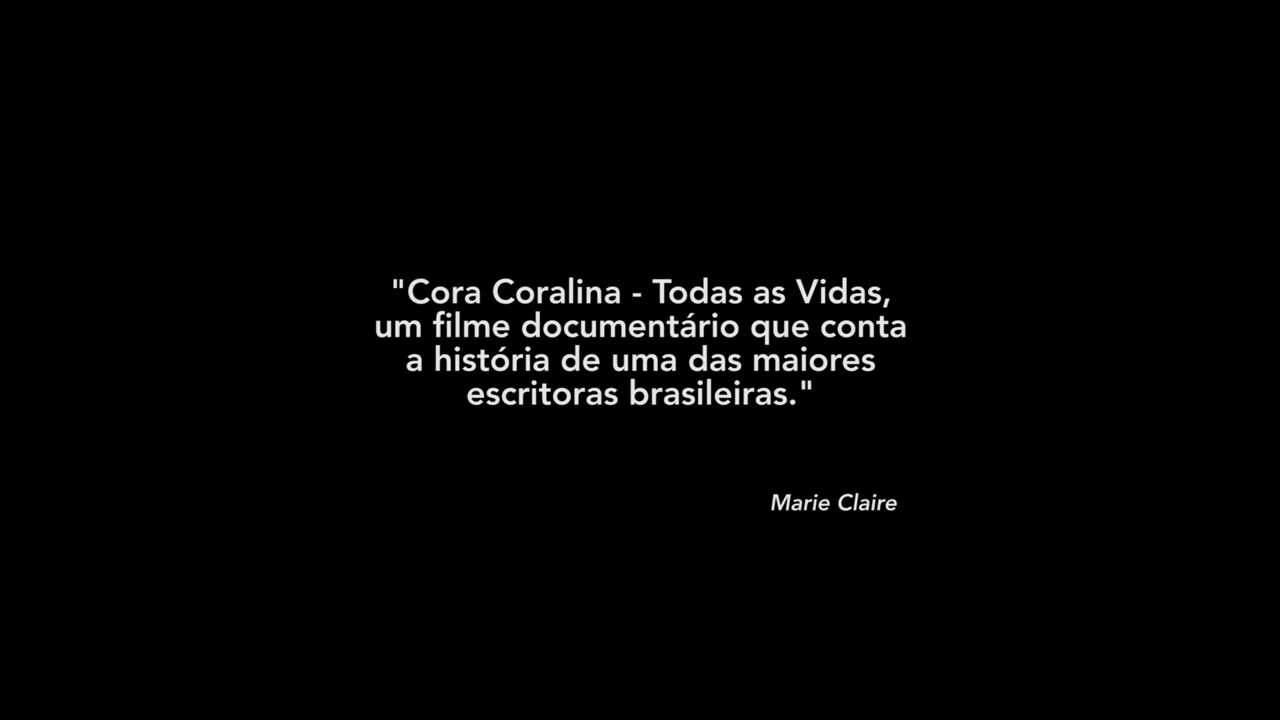 "Cora Coralina - Todas as Vidas,
um filme documentário que conta
a história de uma das maiores
escritoras brasileiras."
Marie Claire